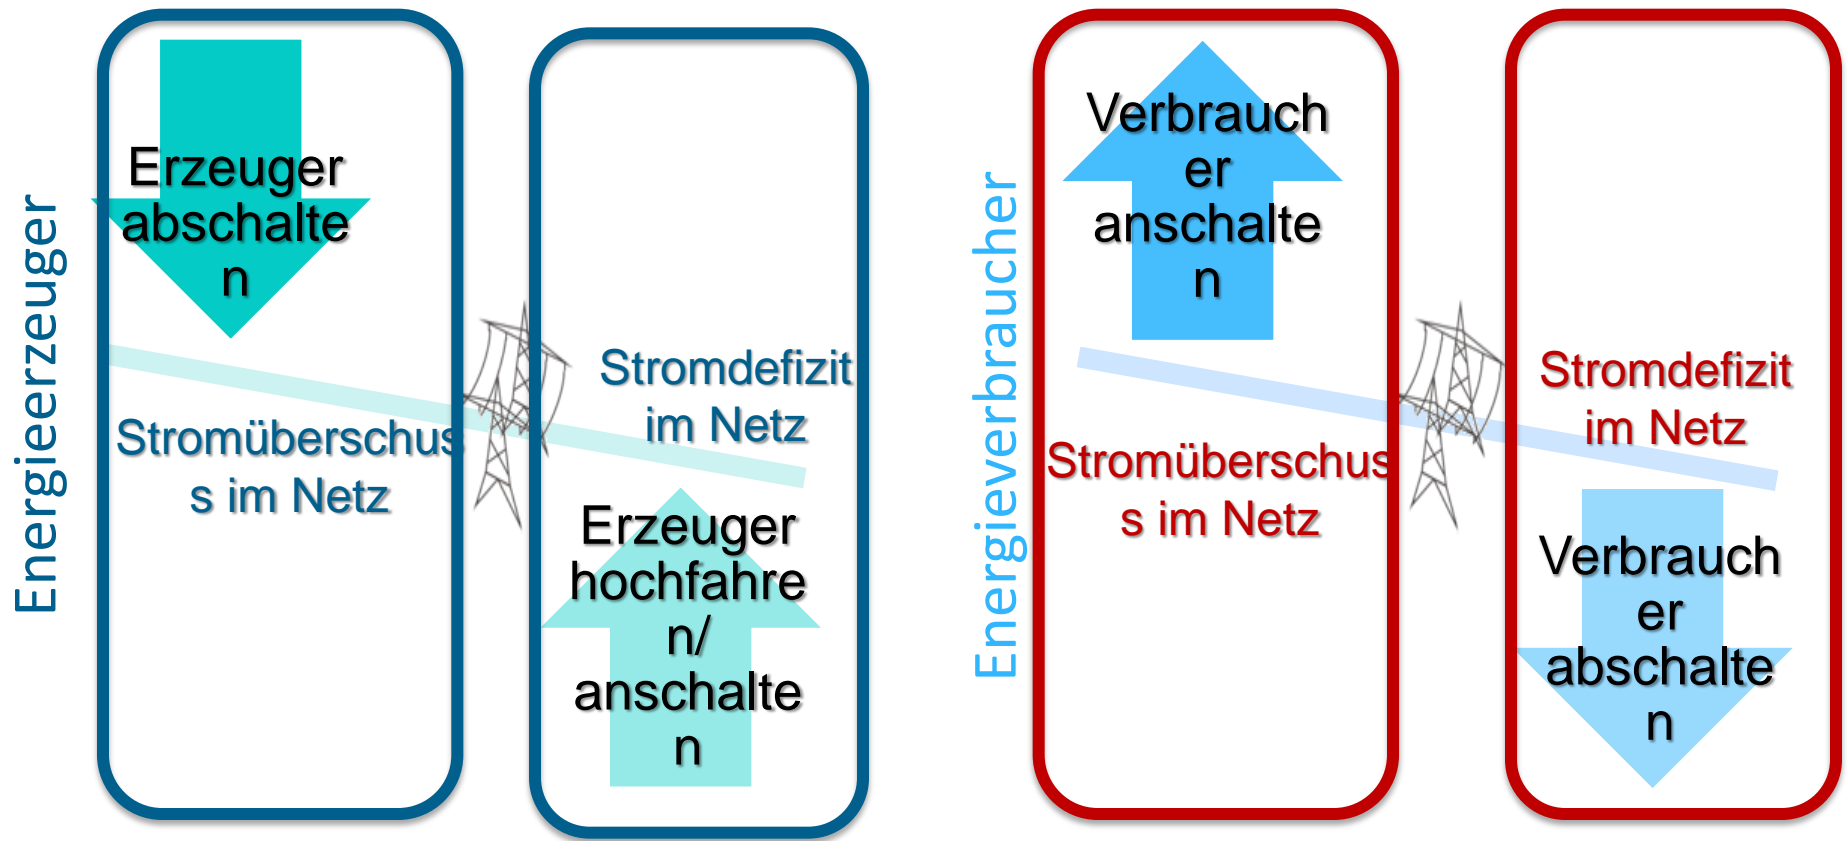 Energieerzeuger
Erzeuger
abschalte
n
Stromüberschus
s im Netz
Stromdefizit
im Netz
Erzeuger
hochfahre
n/
anschalte
n
Energieverbraucher
Verbrauch
er
anschalte
n
Stromüberschus
s im Netz
Stromdefizit
im Netz
Verbrauch
er
abschalte
n